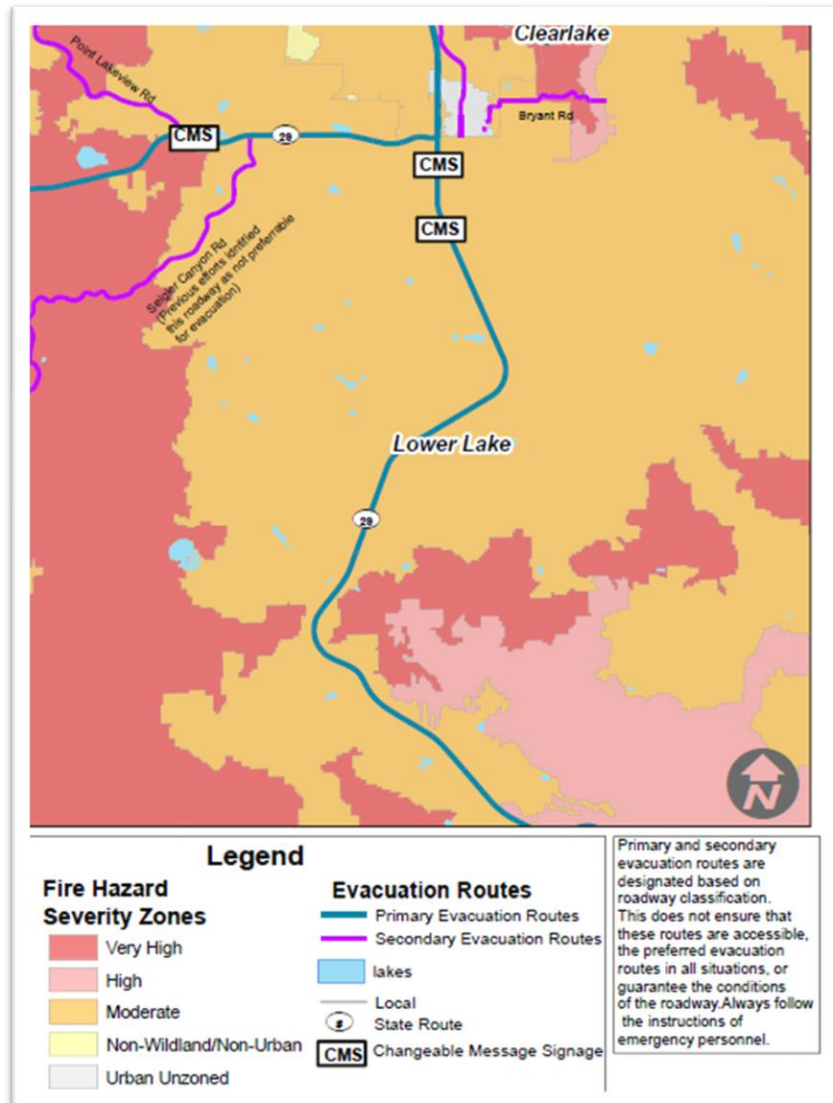 Clearlake
Point Lakeview Rd
CMS
29
Bryant Rd
CMS
CMS
Seigler Canyon Rd
(Previous efforts idntified
this roadway as not preferrable
for evacuation)
Lower Lake
29
N
Legend
Fire Hazard
Severity Zones
Very High
High
Moderate
Non-Wildland/Non-Urban
Urban Unzoned
Evacuation Routes
Primary Evacuation Routes
Secondary Evacuation Routes
lakes
Local
State Route
CMS Changeable Message Signage
Primary and secondary
evacuation routes are
designated based on
roadway classification.
This does not ensure that
these routes are accessible,
the preferred evacuation
routes in all situations, or
guarantee the conditions
of the roadway.Always follow
the instructions of
emergency personnel.